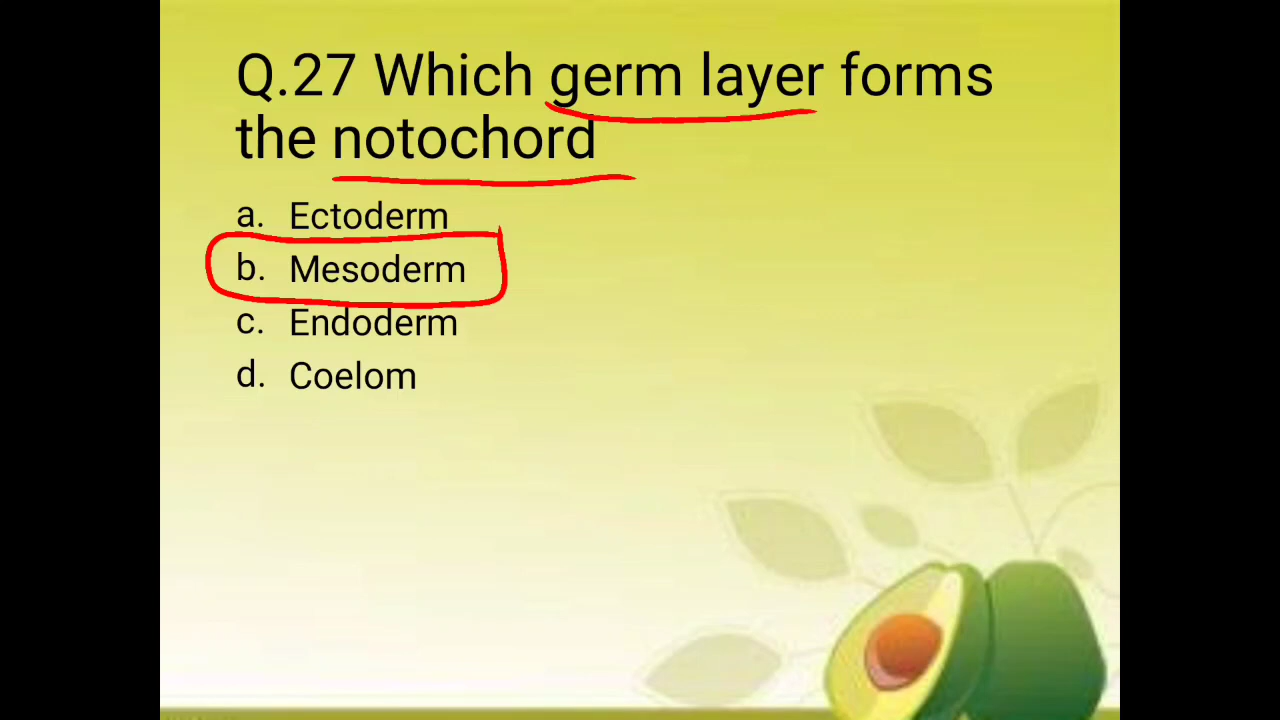 Q.27 Which germ layer forms
the notochord
a. Ectoderm
b. Mesoderm
c. Endoderm
d. Coelom